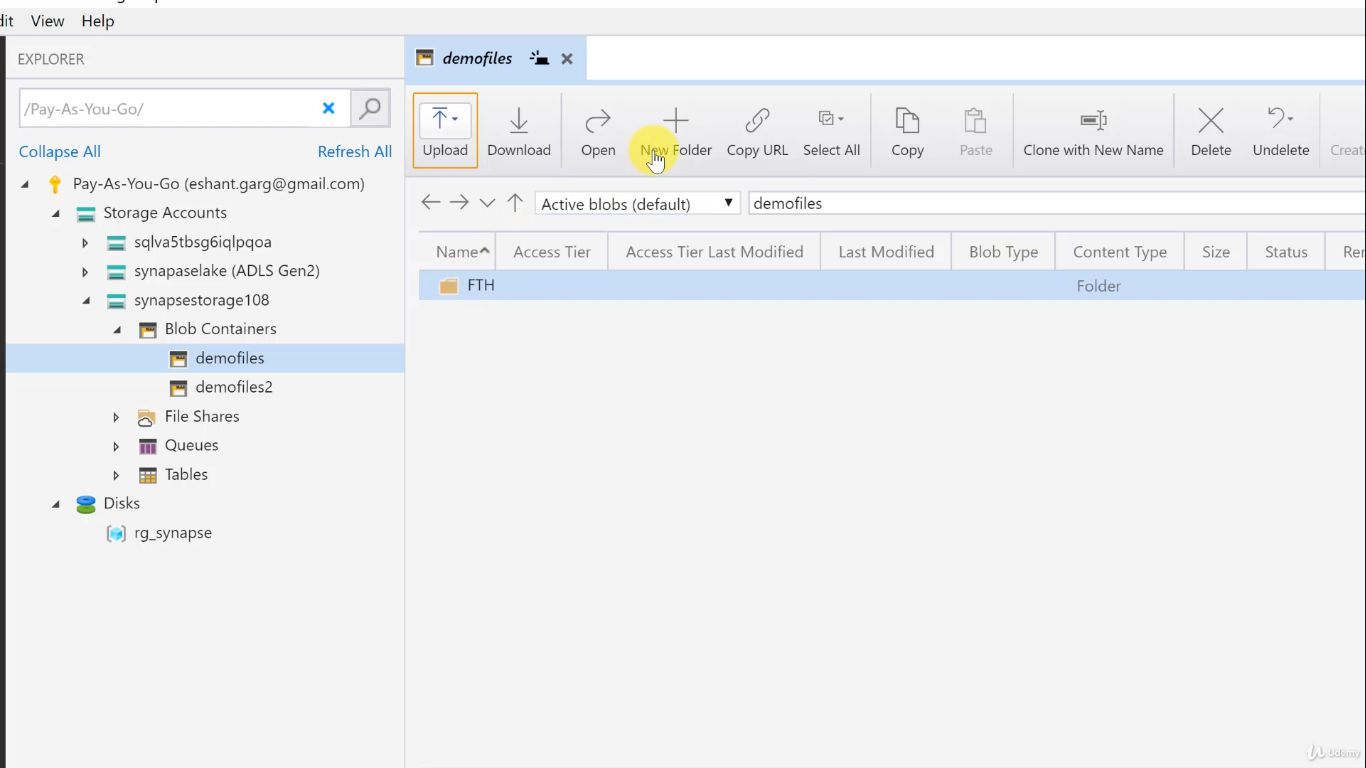 dit View Help
EXPLORER
/Pay-As-You-Go/
Collapse All Refresh All
Pay-As-You-Go (eshant.garg@gmail.com)
Storage Accounts
sqlva5tbsg6iqlpqoa
synapaselake (ADLS Gen2)
synapsestorage108
Blob Containers
demofiles
demofiles2
File Shares
Queues
Tables
Disks
rg_synapse
demofiles
Upload Download Open New Folder Copy URL Select All Copy Paste Clone with New Name Delete Undelete Create
Active blobs (default) demofiles
Name Access Tier Access Tier Last Modified Last Modified Blob Type Content Type Size Status Rer
FTH Folder
Udemy